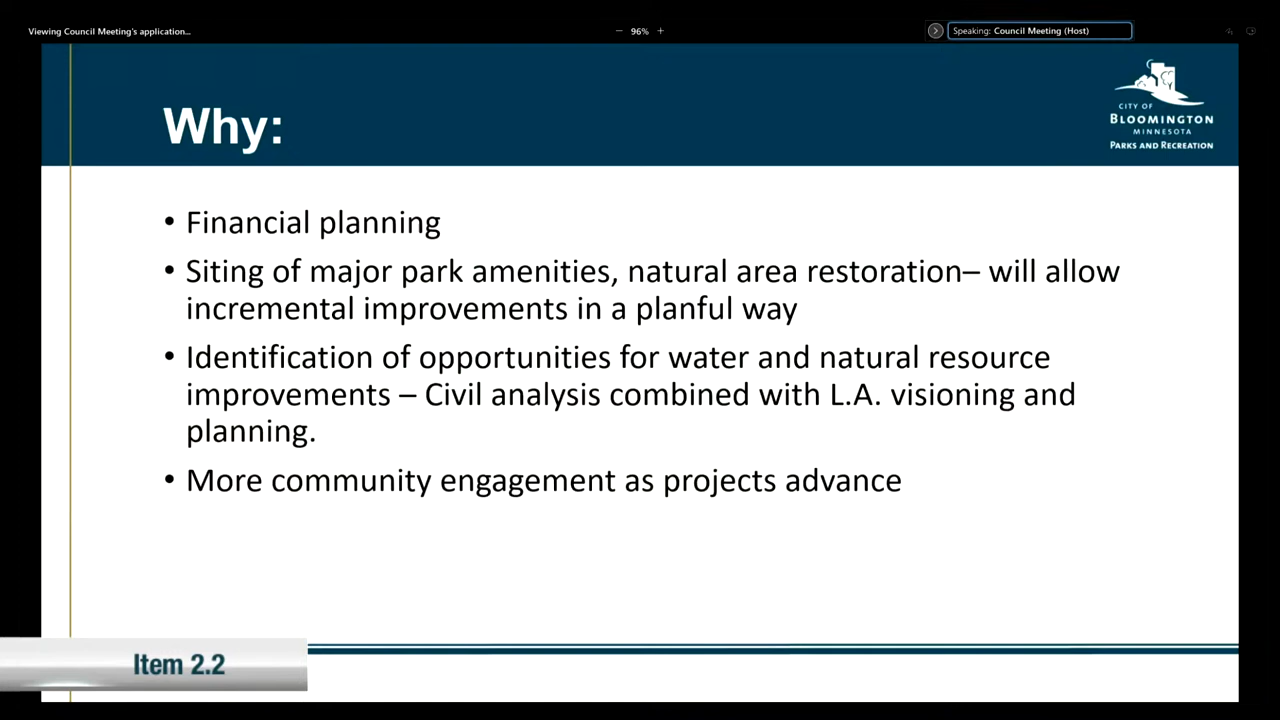 Viewing Council Meeting's application...
96%
Speaking: Council Meeting (Host)
Why:
CITY OF
BLOOMINGTON
MINNESOTA
PARKS AND RECREATION
• Financial planning
• Siting of major park amenities, natural area restoration– will allow
incremental improvements in a planful way
• Identification of opportunities for water and natural resource
improvements – Civil analysis combined with L.A. visioning and
planning.
• More community engagement as projects advance
Item 2.2